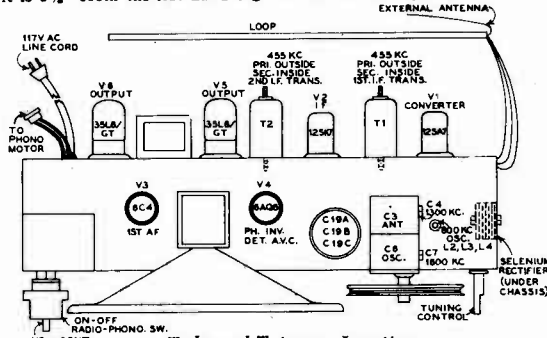 EXTERNAL ANTENNA
LOOP
117V AC
LINE CORD
TO
PHONO
MOTOR
V6
OUTPUT
35L6/
GT
V5
OUTPUT
35L6/
GT
455 KC
PRI. OUTSIDE
SEC. INSIDE
2ND I.F. TRANS.
T2
V2
IF
12SK7
455 KC
PRI. OUTSIDE
SEC. INSIDE
1ST I.F. TRANS.
T1
V1
CONVERTER
12SA7
V3
6C4
1ST AF
V4
6AQ6
PH. INV.
DET. A.V.C.
C19A
C19B
C19C
C3
ANT
C6
OSC.
C4
1300 KC.
600 KC
OSC.
L2, L3, L4
C7
1600 KC
SELENIUM
RECTIFIER
(UNDER
CHASSIS)
TUNING
CONTROL
ON-OFF
RADIO-PHONO. SW.